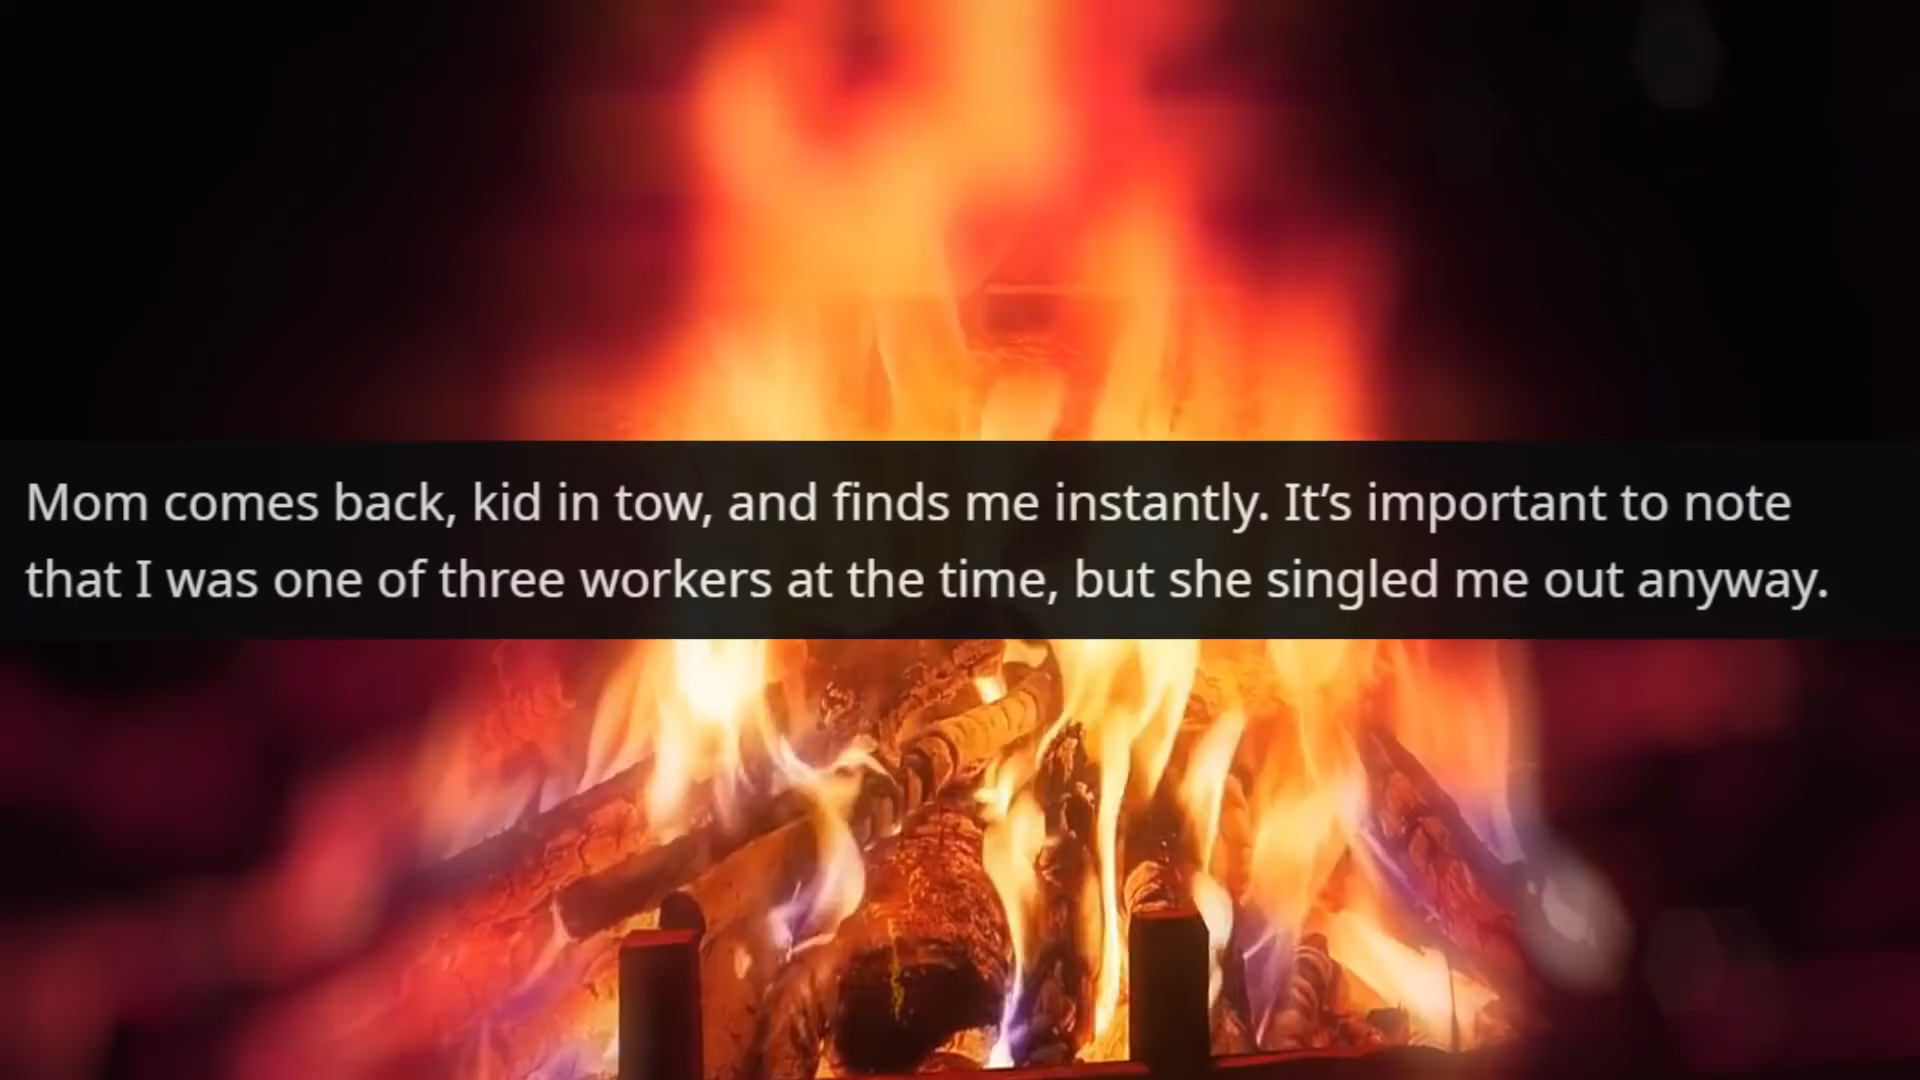 Mom comes back, kid in tow, and finds me instantly. It’s important to note
that I was one of three workers at the time, but she singled me out anyway.